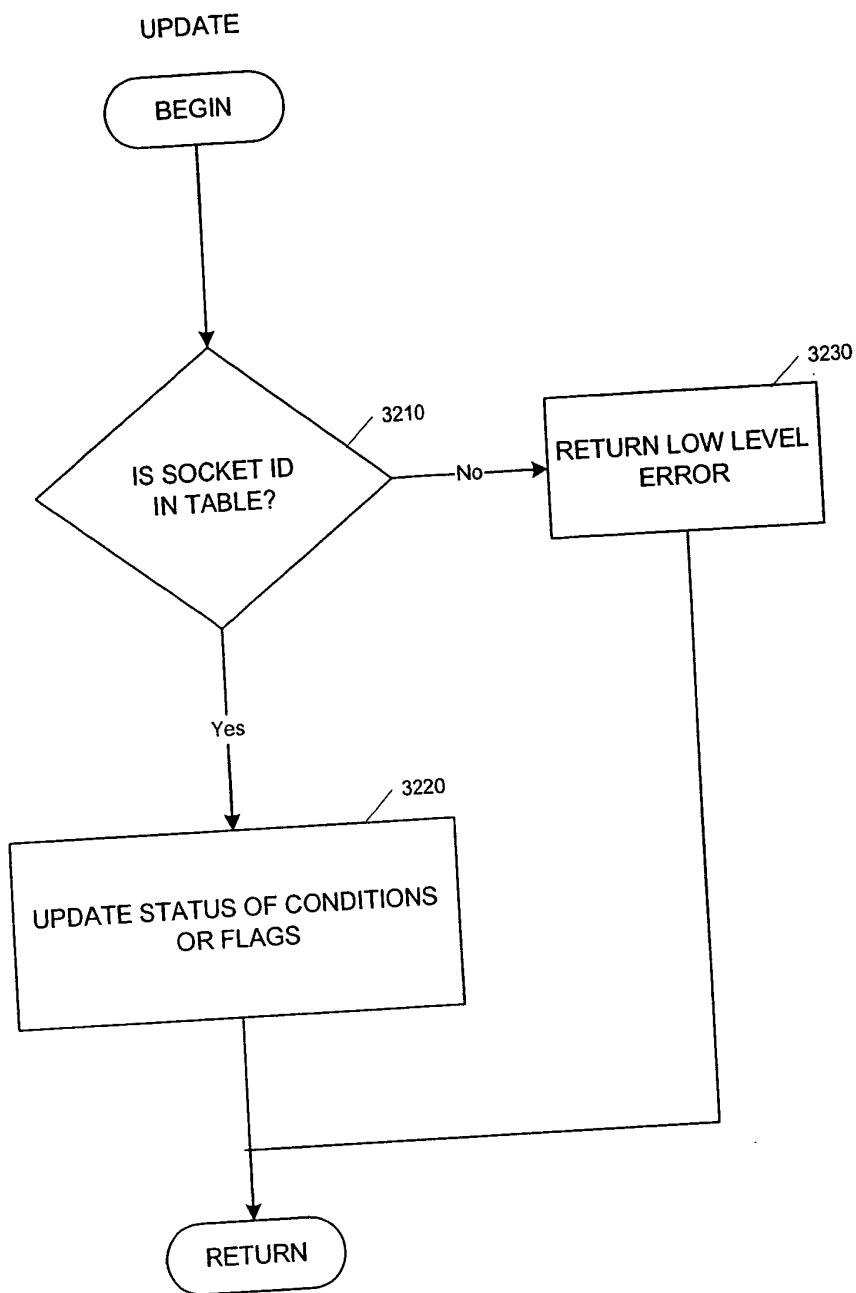 UPDATE
BEGIN
3210
IS SOCKET ID
IN TABLE?
No
3230
RETURN LOW LEVEL
ERROR
Yes
3220
UPDATE STATUS OF CONDITIONS
OR FLAGS
RETURN